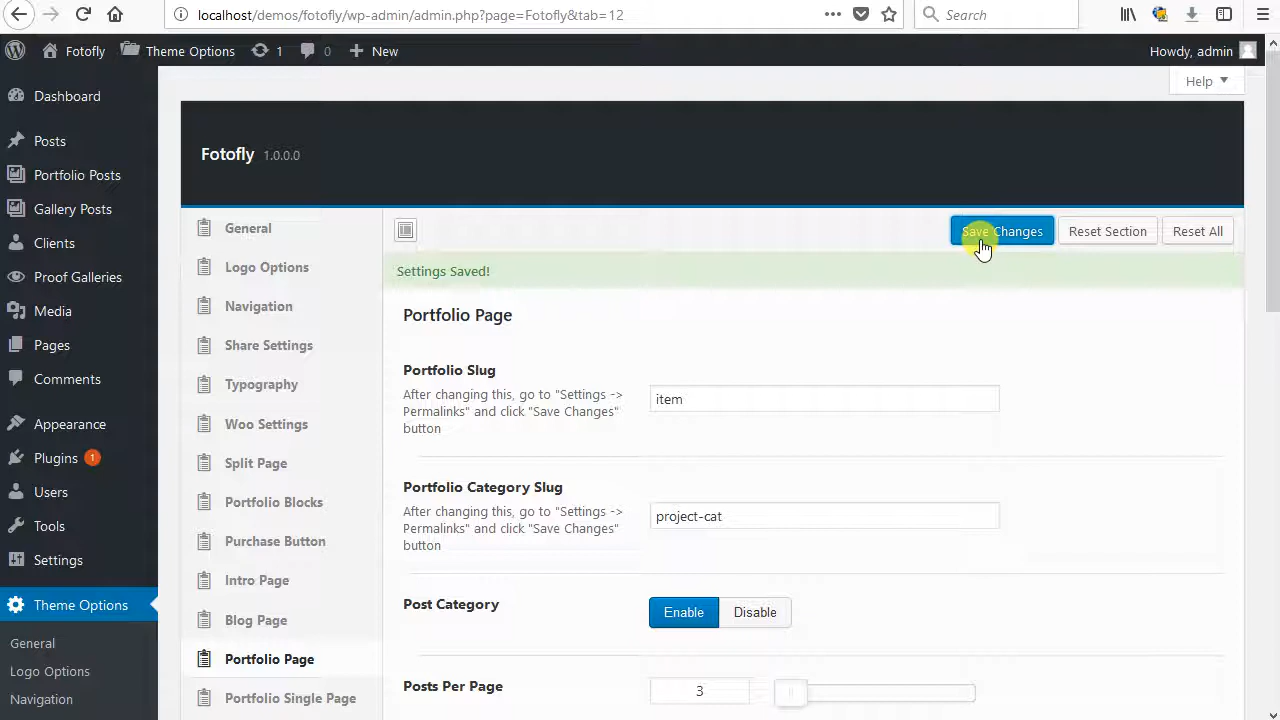 localhost/demos/fotofly/wp-admin/admin.php?page=Fotofly&tab=12
Search
Fotofly
Theme Options
1
0
New
Howdy, admin
Help
Dashboard
Posts
Portfolio Posts
Gallery Posts
Clients
Proof Galleries
Media
Pages
Comments
Appearance
Plugins 1
Users
Tools
Settings
Theme Options
General
Logo Options
Navigation
Fotofly 1.0.0.0
General
Logo Options
Navigation
Share Settings
Typography
Woo Settings
Split Page
Portfolio Blocks
Purchase Button
Intro Page
Blog Page
Portfolio Page
Portfolio Single Page
Save Changes
Reset Section
Reset All
Settings Saved!
Portfolio Page
Portfolio Slug
After changing this, go to "Settings ->
Permalinks" and click "Save Changes"
button
item
Portfolio Category Slug
After changing this, go to "Settings ->
Permalinks" and click "Save Changes"
button
project-cat
Post Category
Enable
Disable
Posts Per Page
3